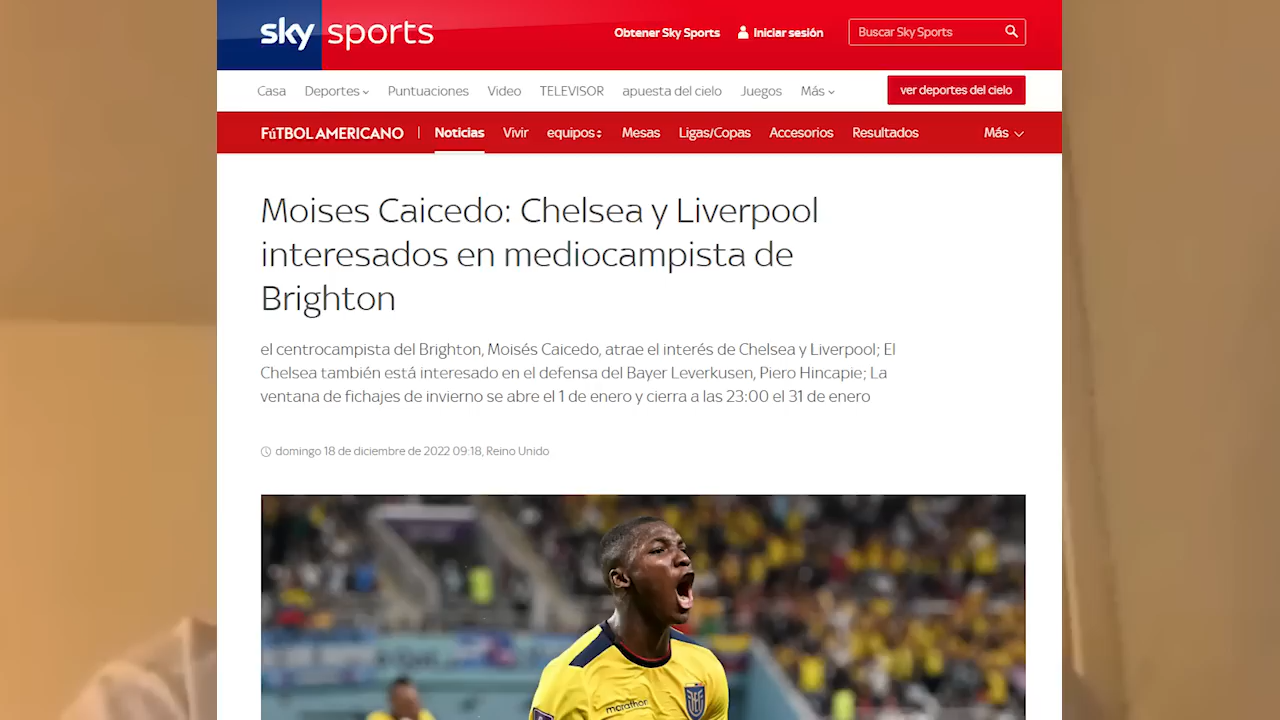 sky sports
Obtener Sky Sports Iniciar sesión Buscar Sky Sports
Casa Deportes Puntuaciones Video TELEVISOR apuesta del cielo Juegos Más ver deportes del cielo
FúTBOL AMERICANO Noticias Vivir equipos Mesas Ligas/Copas Accesorios Resultados Más
Moises Caicedo: Chelsea y Liverpool
interesados en mediocampista de
Brighton
el centrocampista del Brighton, Moisés Caicedo, atrae el interés de Chelsea y Liverpool; El
Chelsea también está interesado en el defensa del Bayer Leverkusen, Piero Hincapie; La
ventana de fichajes de invierno se abre el 1 de enero y cierra a las 23:00 el 31 de enero
domingo 18 de diciembre de 2022 09:18, Reino Unido
marathon